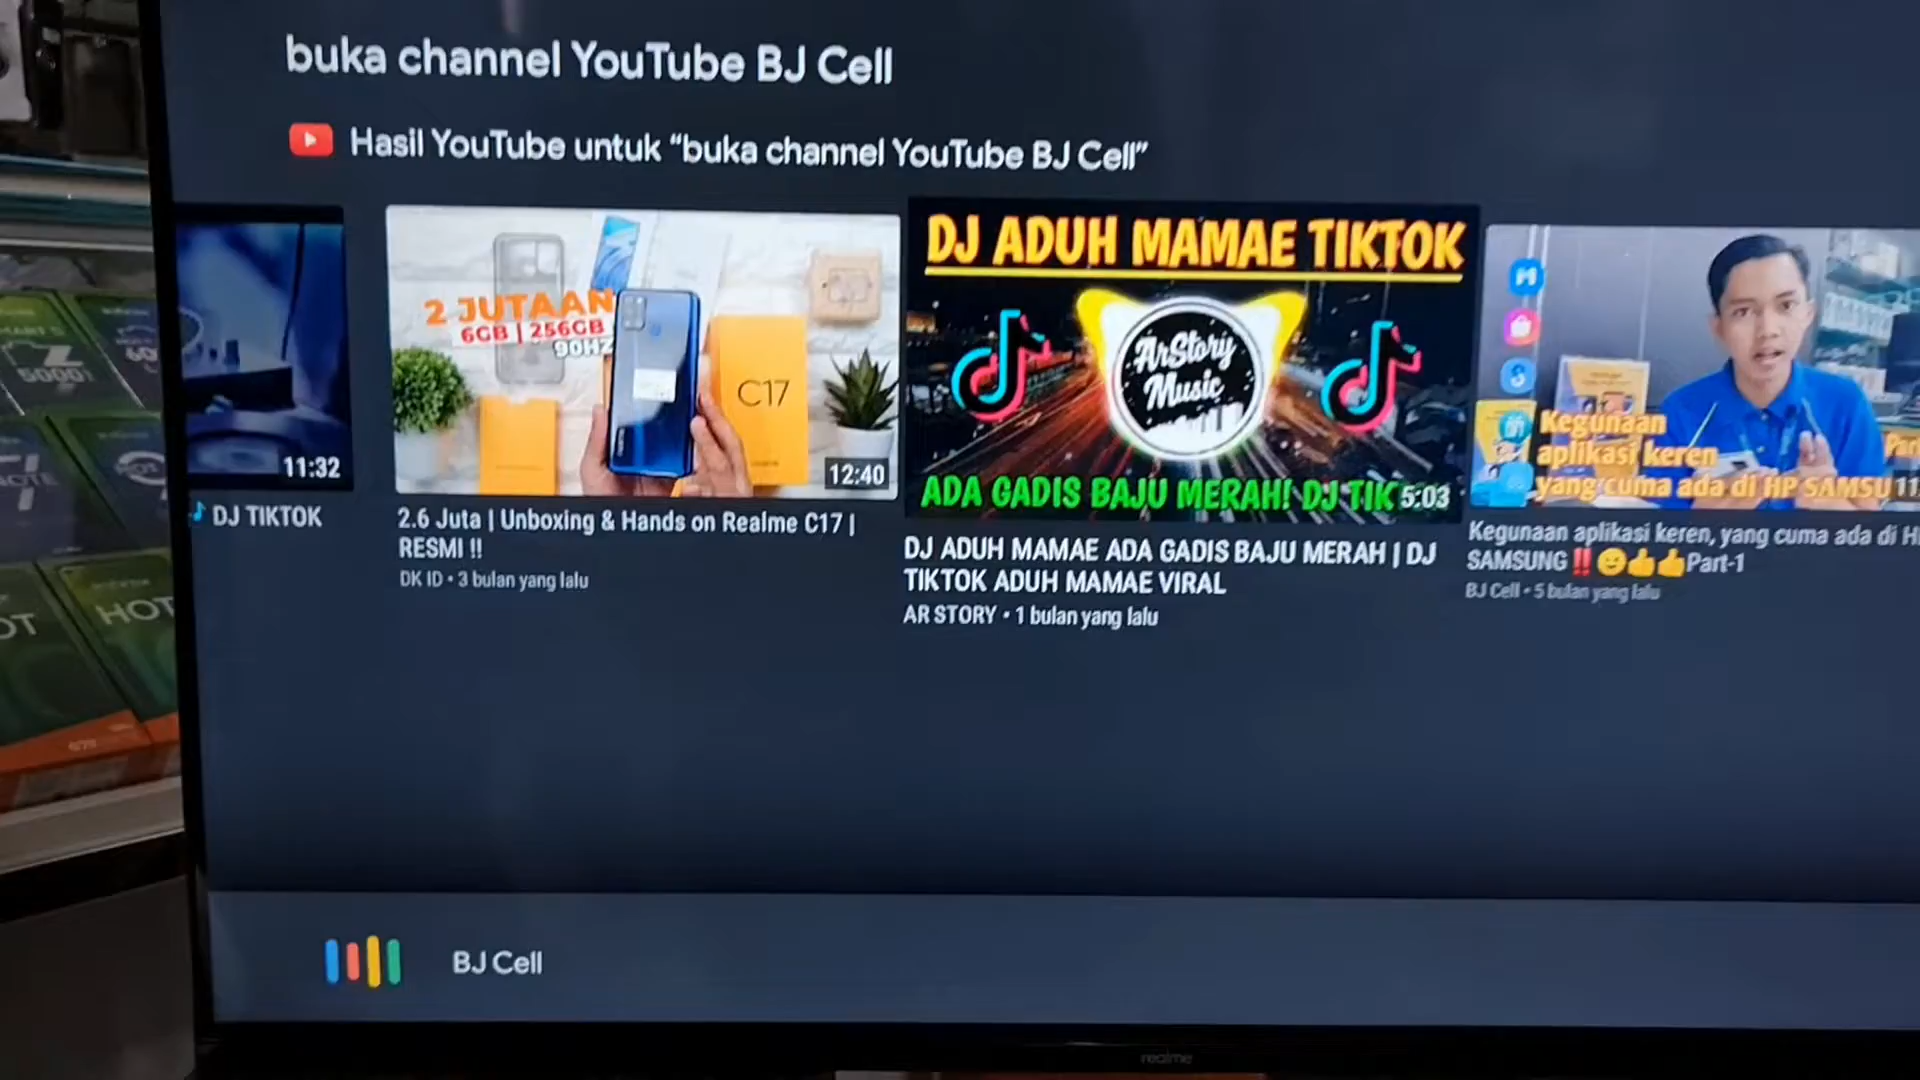 buka channel YouTube BJ Cell
Hasil YouTube untuk “buka channel YouTube BJ Cell”
11:32
DJ TIKTOK
2 JUTAAN
6GB | 256GB
90HZ
C17
12:40
2.6 Juta | Unboxing & Hands on Realme C17 |
RESMI !!
DK ID • 3 bulan yang lalu
DJ ADUH MAMAE TIKTOK
ArStory
Music
ADA GADIS BAJU MERAH! DJ TIK
5:03
DJ ADUH MAMAE ADA GADIS BAJU MERAH | DJ
TIKTOK ADUH MAMAE VIRAL
AR STORY • 1 bulan yang lalu
Kegunaan
aplikasi keren
yang cuma ada di HP SAMSU
Kegunaan aplikasi keren, yang cuma ada di H
SAMSUNG ‼️😉👍👍Part-1
BJ Cell • 5 bulan yang lalu
BJ Cell
realme
5000
HOT